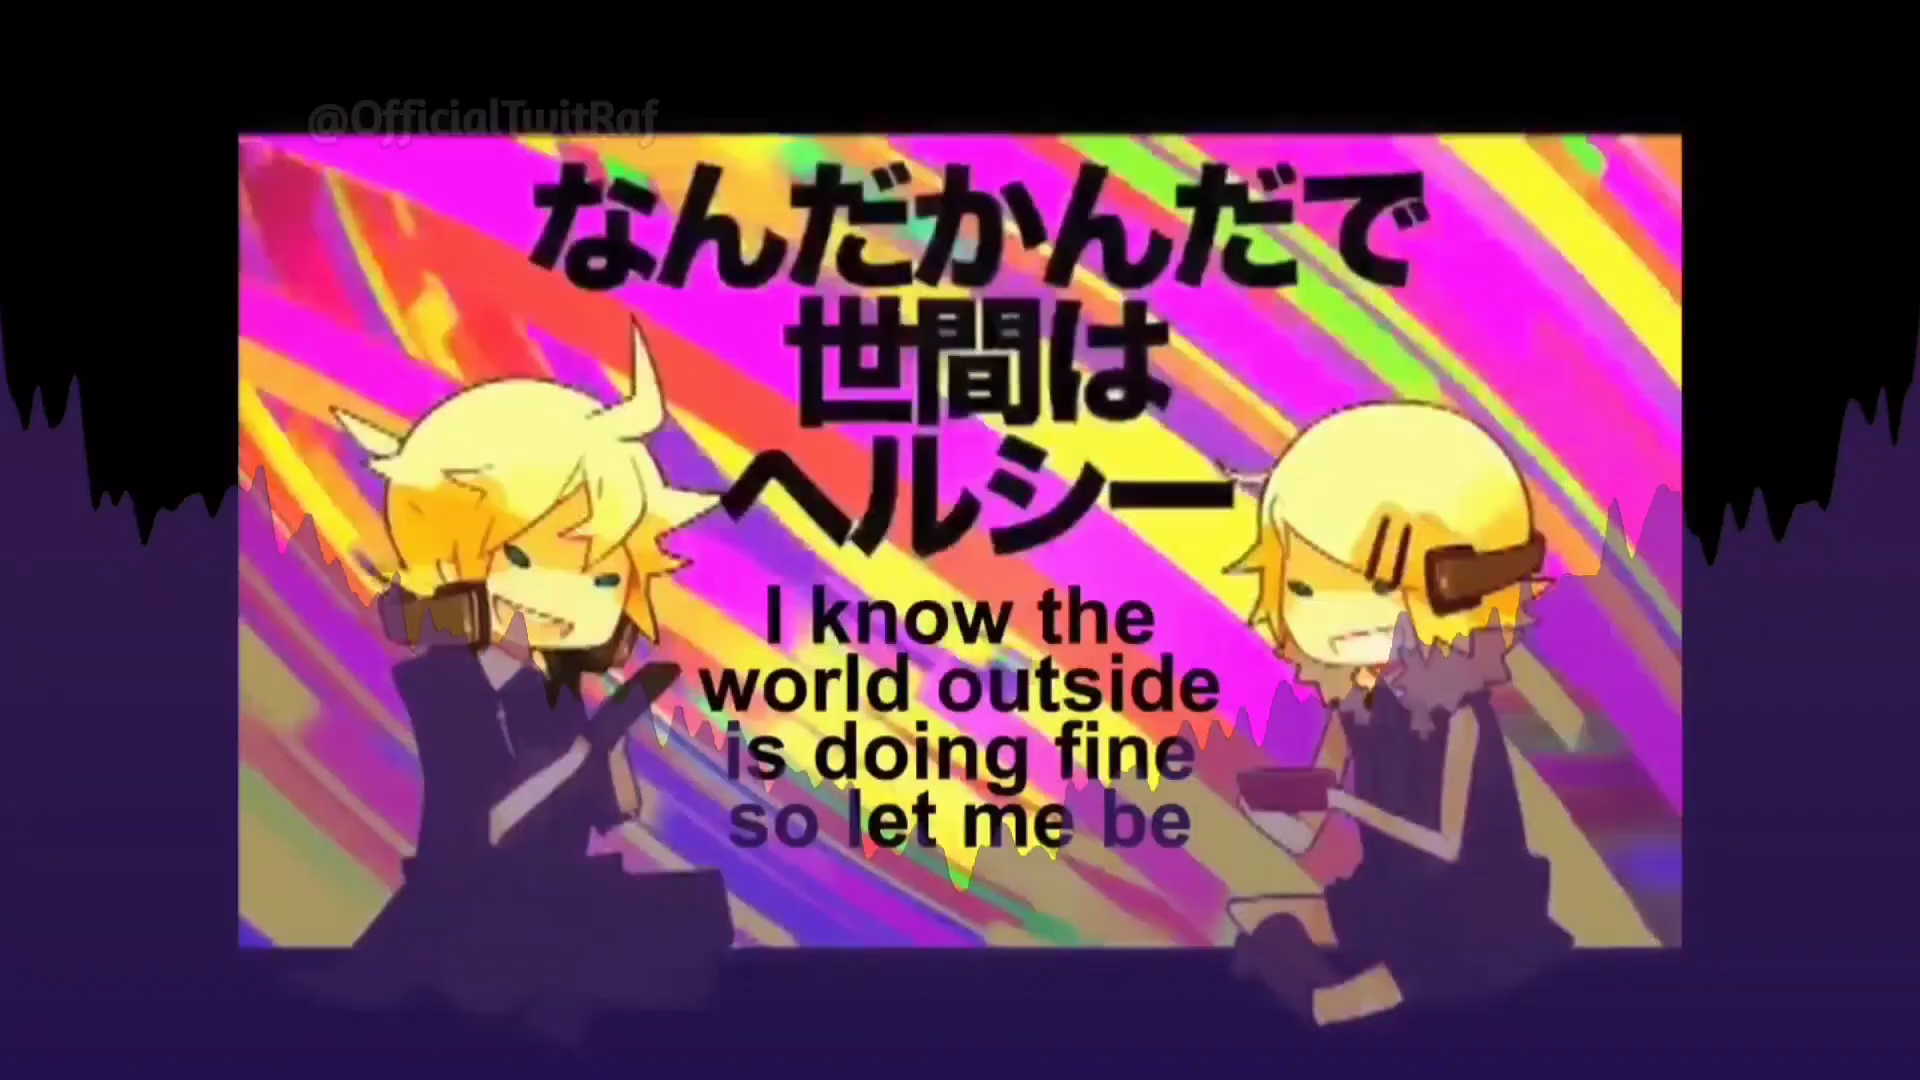 @OfficialTwitRaf
なんだかんだで
世間は
ヘルシー
I know the
world outside
is doing fine
so let me be